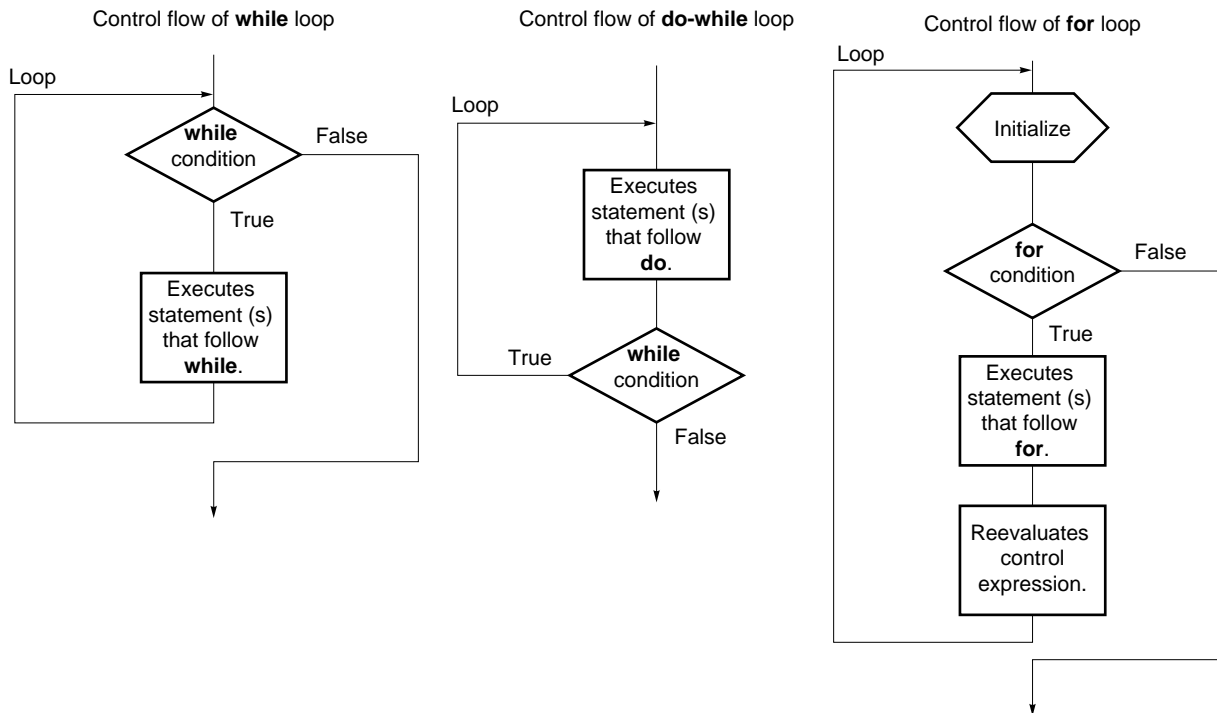 Control flow of while loop
Loop
while
condition
False
True
Executes
statement (s)
that follow
while.
Control flow of do-while loop
Loop
Executes
statement (s)
that follow
do.
True
while
condition
False
Control flow of for loop
Loop
Initialize
for
condition
False
True
Executes
statement (s)
that follow
for.
Reevaluates
control
expression.